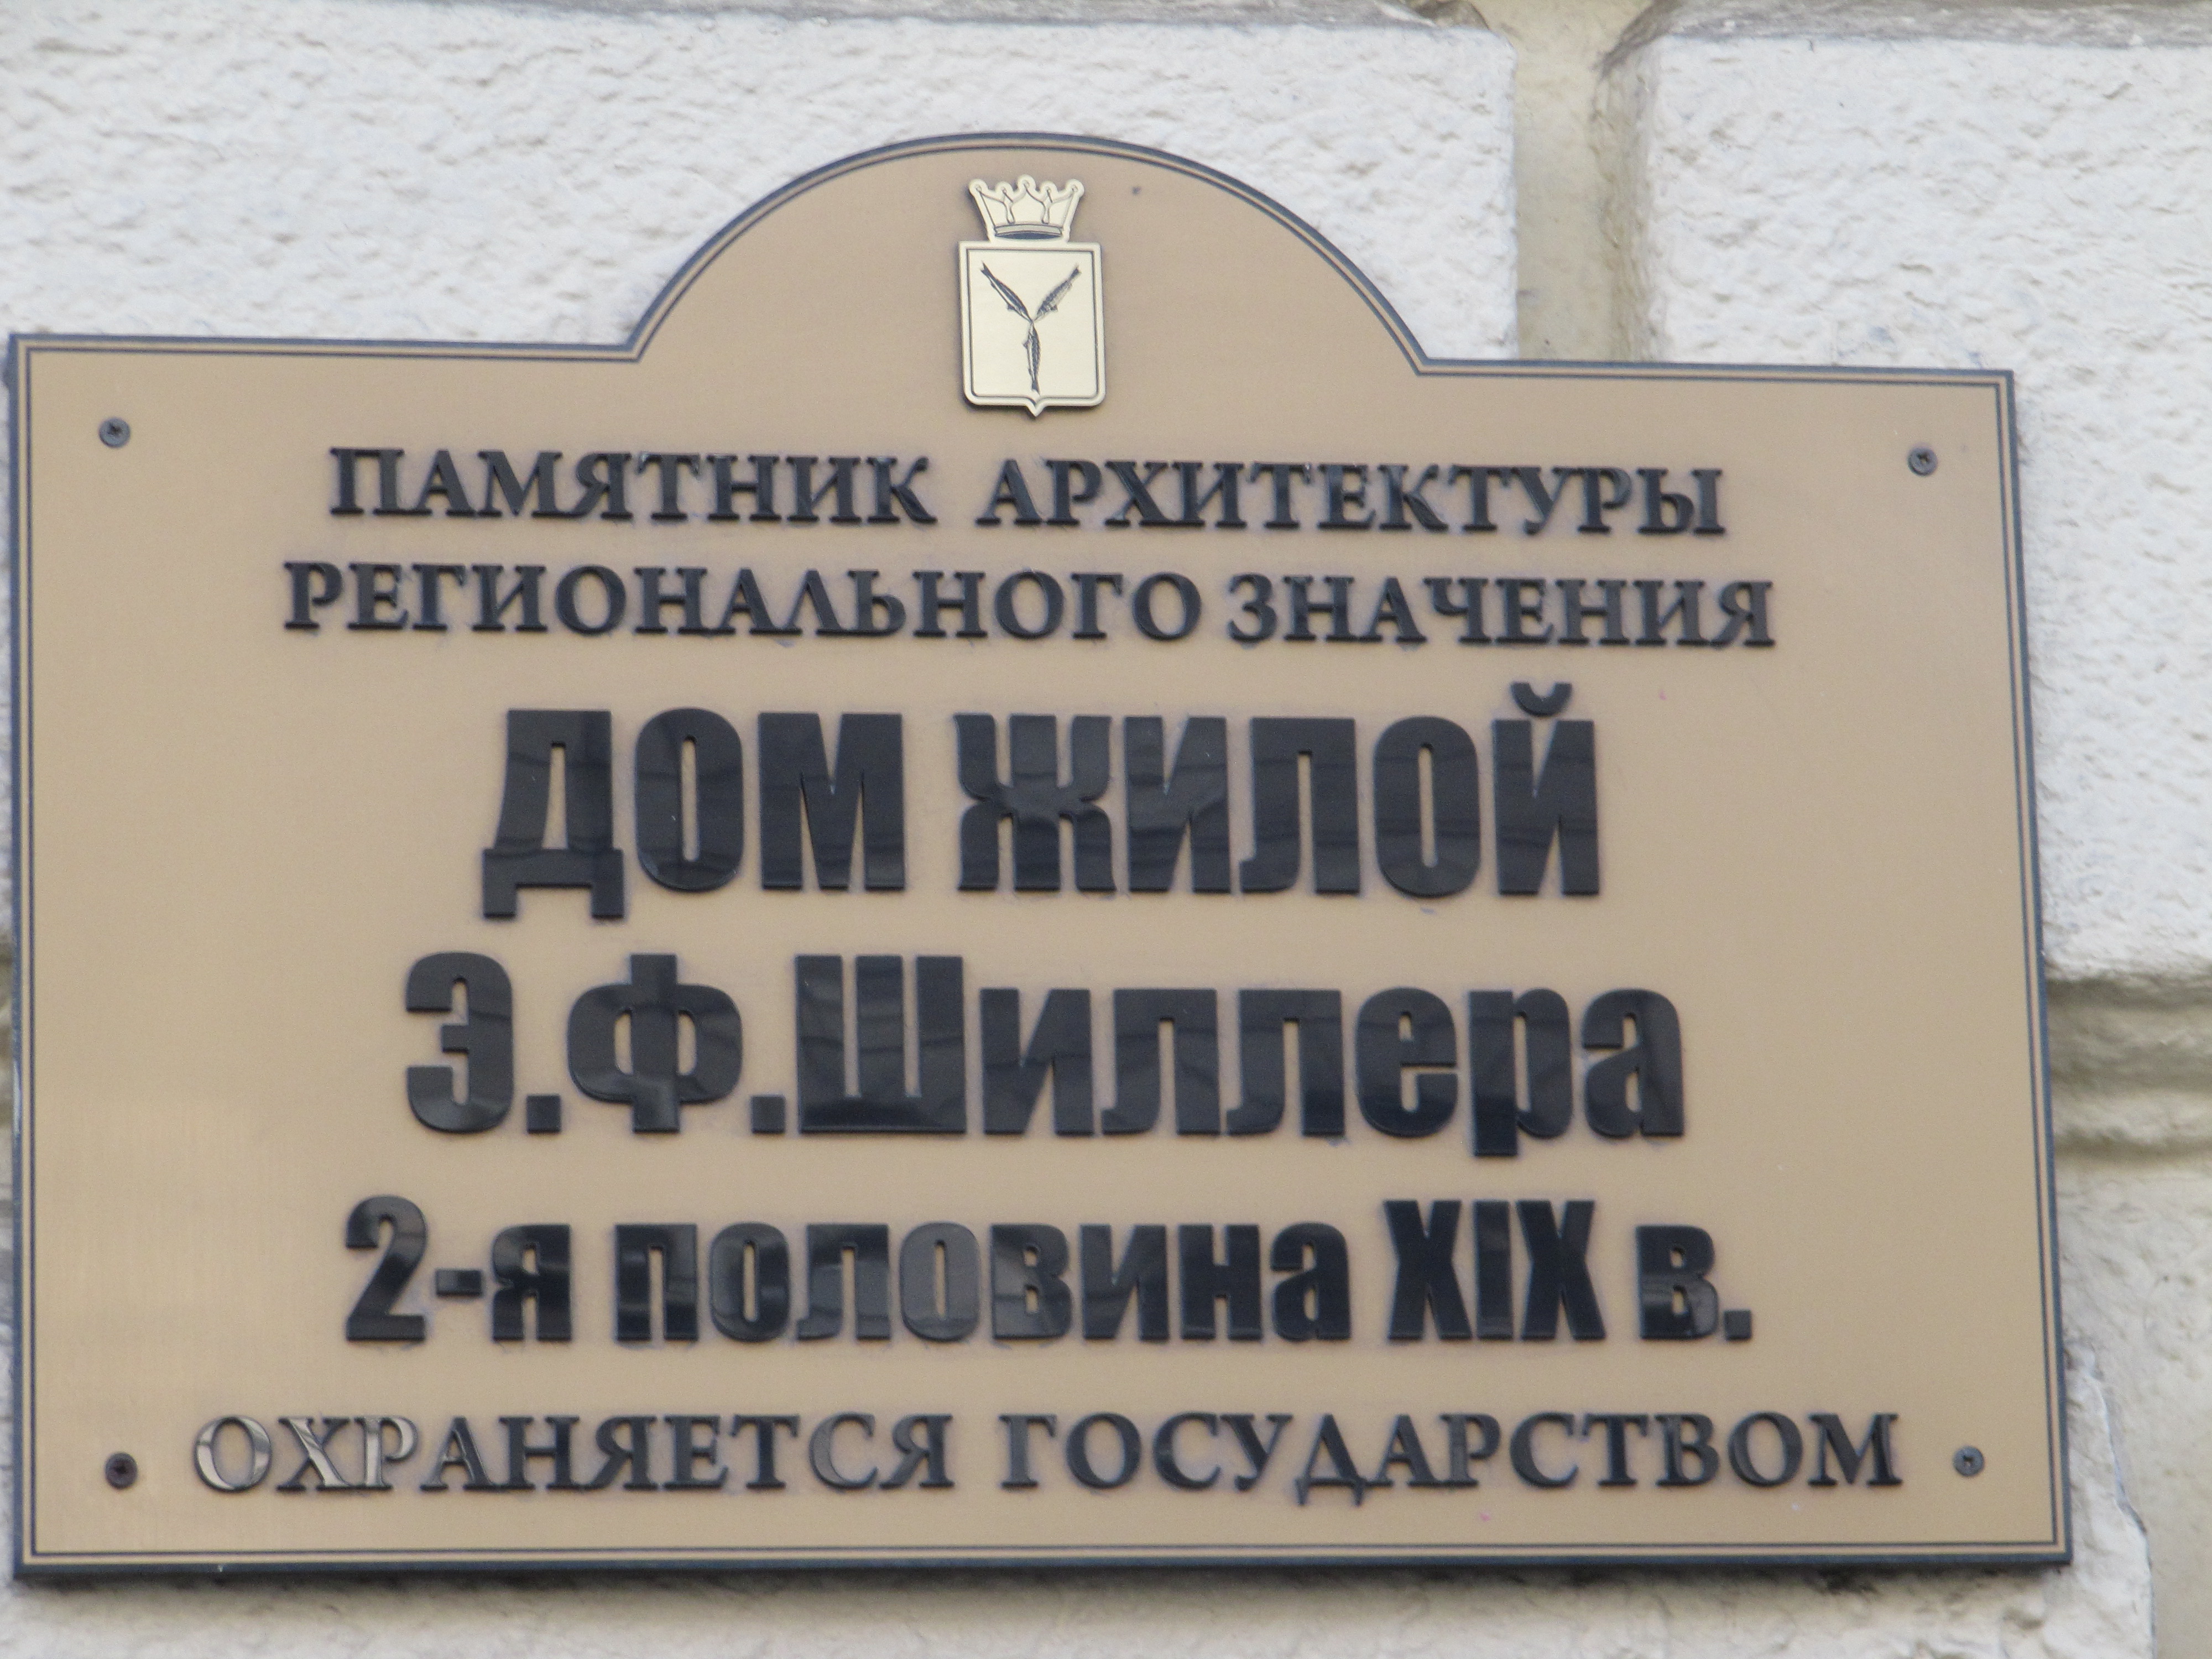 ПАМЯТНИК АРХИТЕКТУРЫ
РЕГИОНАЛЬНОГО ЗНАЧЕНИЯ
ДОМ ЖИЛОЙ
Э.Ф.Шиллера
2-я половина XIX в.
ОХРАНЯЕТСЯ ГОСУДАРСТВОМ